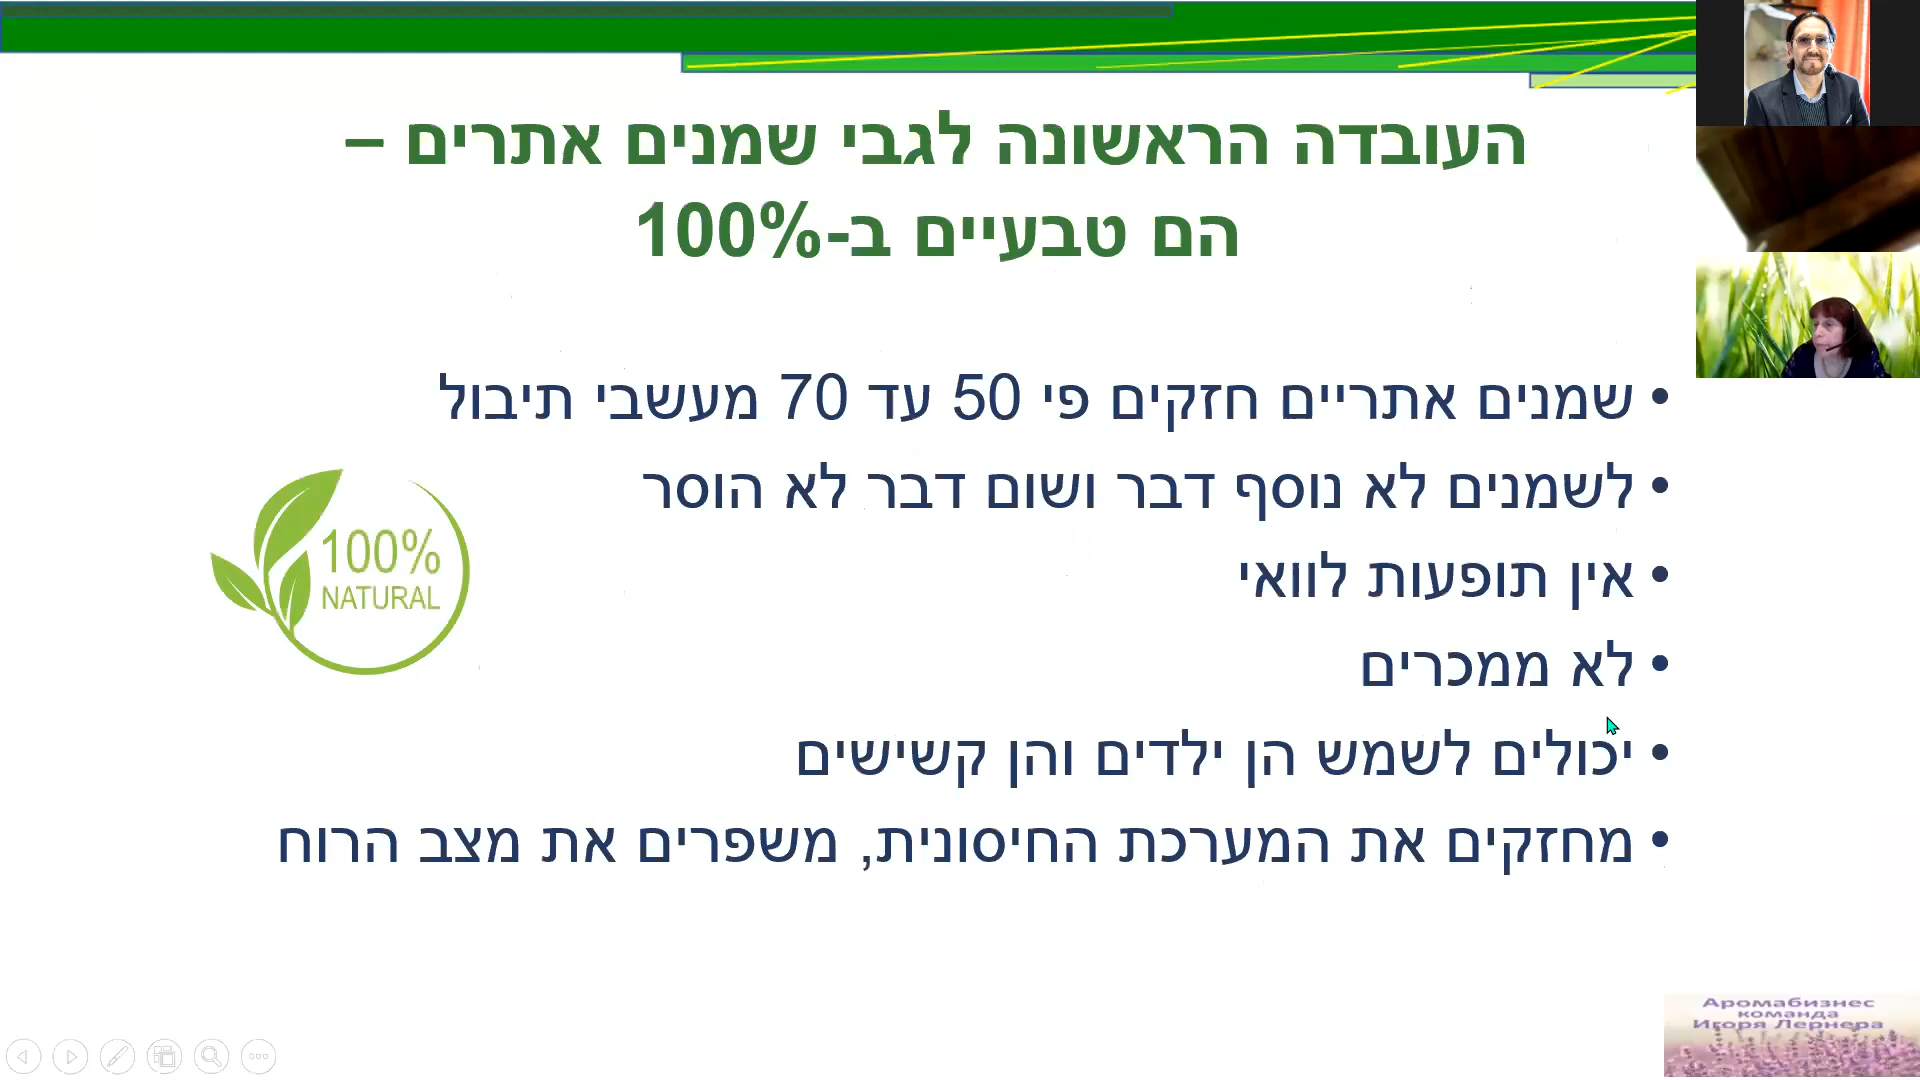 העובדה הראשונה לגבי שמנים אתרים –
הם טבעיים ב-100%
• שמנים אתריים חזקים פי 50 עד 70 מעשבי תיבול
• לשמנים לא נוסף דבר ושום דבר לא הוסר
• אין תופעות לוואי
• לא ממכרים
• יכולים לשמש הן ילדים והן קשישים
• מחזקים את המערכת החיסונית, משפרים את מצב הרוח
100%
NATURAL
Аромабизнес
команда
Игоря Лернера